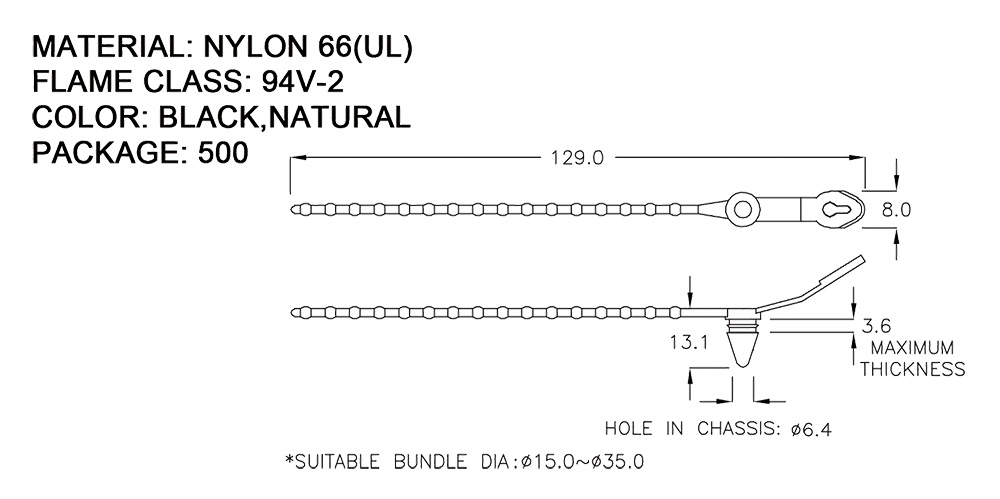 MATERIAL: NYLON 66(UL)
FLAME CLASS: 94V-2
COLOR: BLACK,NATURAL
PACKAGE: 500
129.0
8.0
13.1
3.6
MAXIMUM
THICKNESS
HOLE IN CHASSIS: ø6.4
*SUITABLE BUNDLE DIA:ø15.0~ø35.0